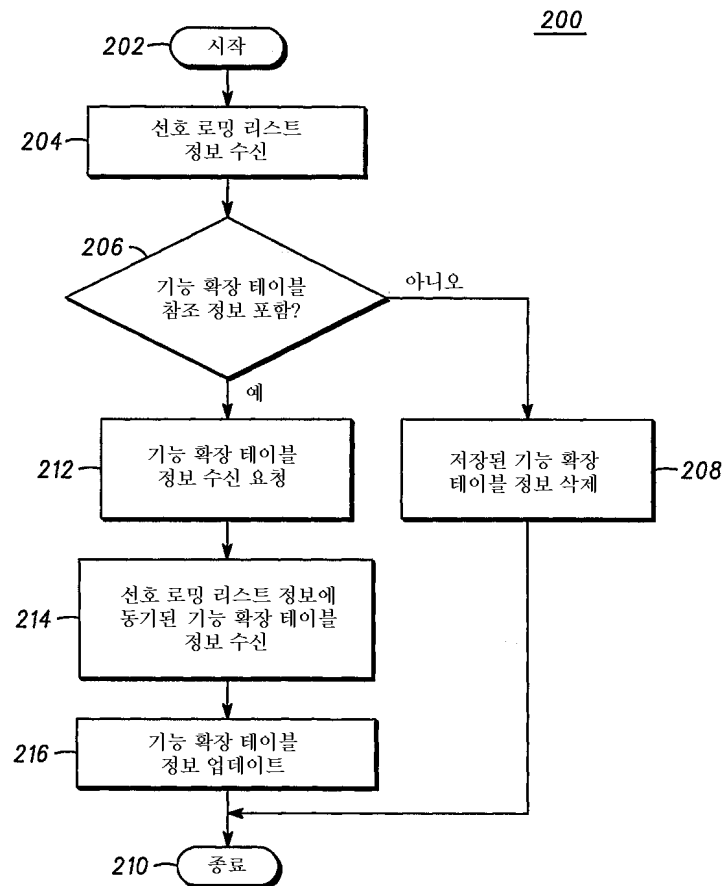 200
202
시작
204
선호 로밍 리스트
정보 수신
206
기능 확장 테이블
참조 정보 포함?
아니오
예
212
기능 확장 테이블
정보 수신 요청
저장된 기능 확장
테이블 정보 삭제
208
214
선호 로밍 리스트 정보에
동기된 기능 확장 테이블
정보 수신
216
기능 확장 테이블
정보 업데이트
210
종료